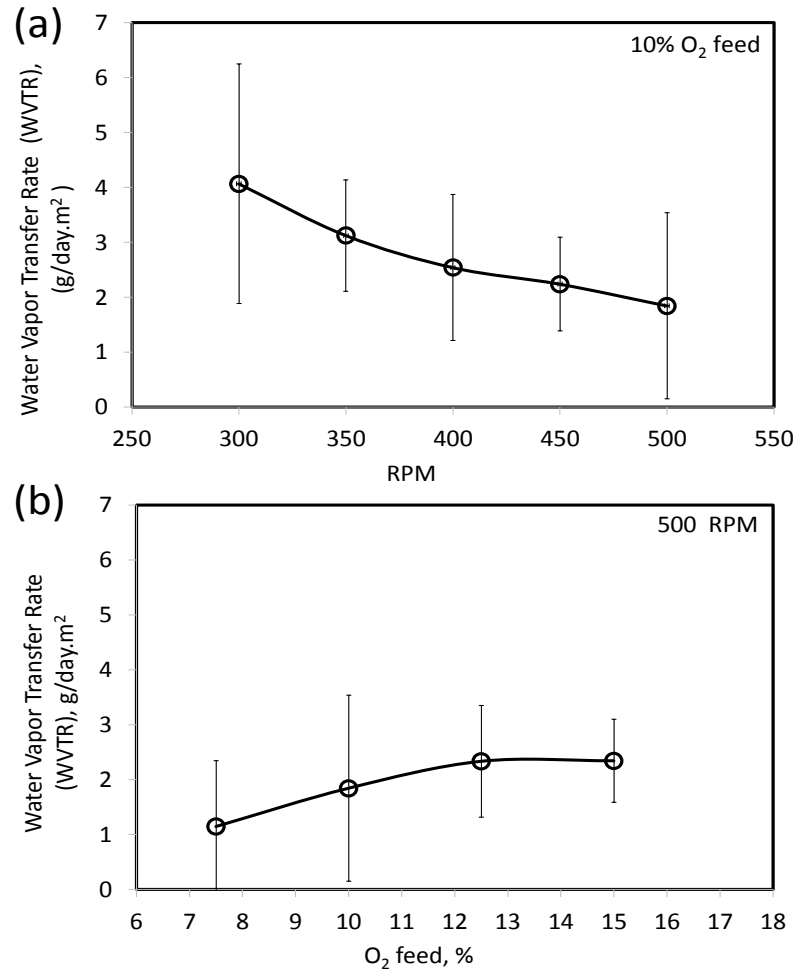 (a)
10% O₂ feed
Water Vapor Transfer Rate (WVTR),
(g/day.m²)
7
6
5
4
3
2
1
0
250 300 350 400 450 500 550
RPM
(b)
500 RPM
Water Vapor Transfer Rate
(WVTR), g/day.m²
7
6
5
4
3
2
1
0
6 7 8 9 10 11 12 13 14 15 16 17 18
O₂ feed, %